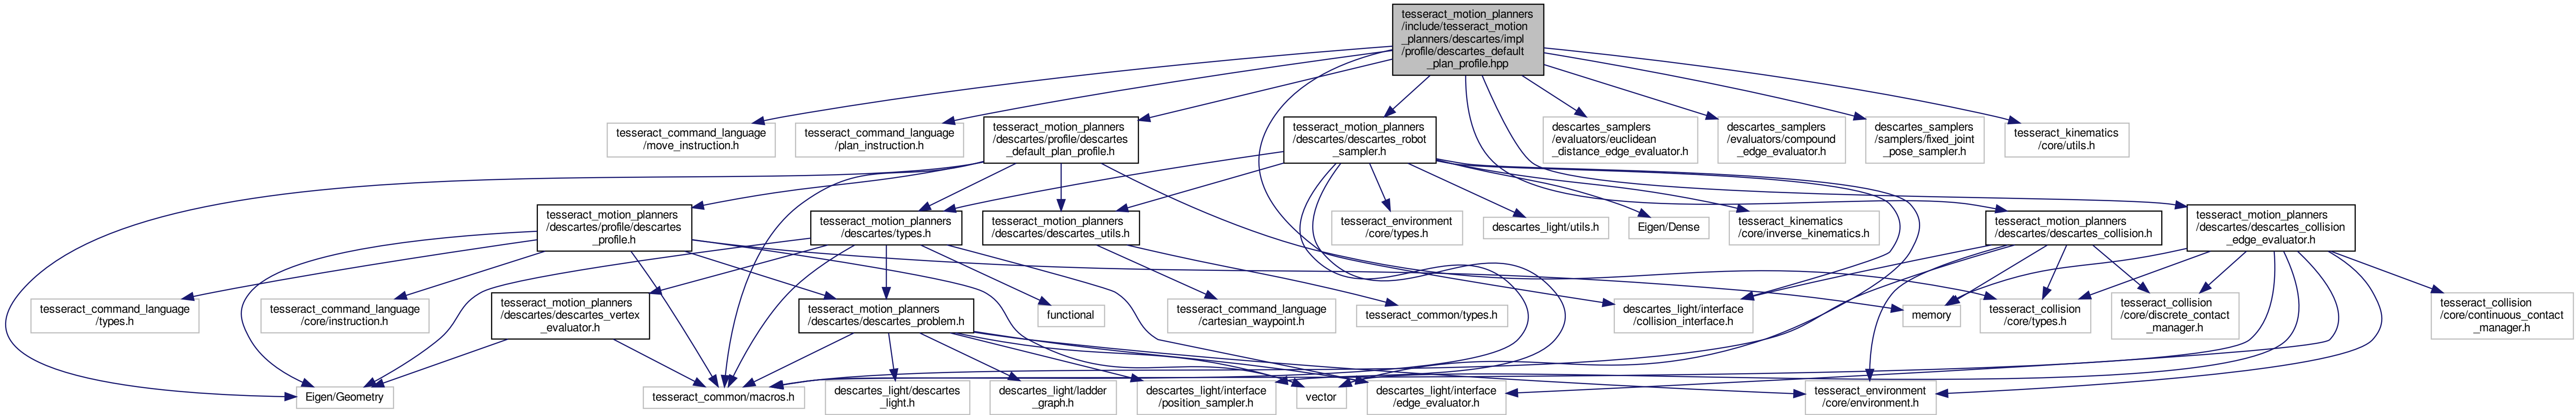 tesseract_motion_planners
/include/tesseract_motion
_planners/descartes/impl
/profile/descartes_default
_plan_profile.hpp
tesseract_command_language
/move_instruction.h
tesseract_command_language
/plan_instruction.h
tesseract_motion_planners
/descartes/profile/descartes
_default_plan_profile.h
tesseract_motion_planners
/descartes/descartes_robot
_sampler.h
descartes_samplers
/evaluators/euclidean
_distance_edge_evaluator.h
descartes_samplers
/evaluators/compound
_edge_evaluator.h
descartes_samplers
/samplers/fixed_joint
_pose_sampler.h
tesseract_kinematics
/core/utils.h
tesseract_motion_planners
/descartes/profile/descartes
_profile.h
tesseract_motion_planners
/descartes/types.h
tesseract_motion_planners
/descartes/descartes_utils.h
tesseract_environment
/core/types.h
descartes_light/utils.h
Eigen/Dense
tesseract_kinematics
/core/inverse_kinematics.h
tesseract_motion_planners
/descartes/descartes_collision.h
tesseract_motion_planners
/descartes/descartes_collision
_edge_evaluator.h
tesseract_command_language
/types.h
tesseract_command_language
/core/instruction.h
tesseract_motion_planners
/descartes/descartes_vertex
_evaluator.h
tesseract_motion_planners
/descartes/descartes_problem.h
functional
tesseract_command_language
/cartesian_waypoint.h
tesseract_common/types.h
descartes_light/interface
/collision_interface.h
memory
tesseract_collision
/core/types.h
tesseract_collision
/core/discrete_contact
_manager.h
tesseract_collision
/core/continuous_contact
_manager.h
Eigen/Geometry
tesseract_common/macros.h
descartes_light/descartes
_light.h
descartes_light/ladder
_graph.h
descartes_light/interface
/position_sampler.h
vector
descartes_light/interface
/edge_evaluator.h
tesseract_environment
/core/environment.h